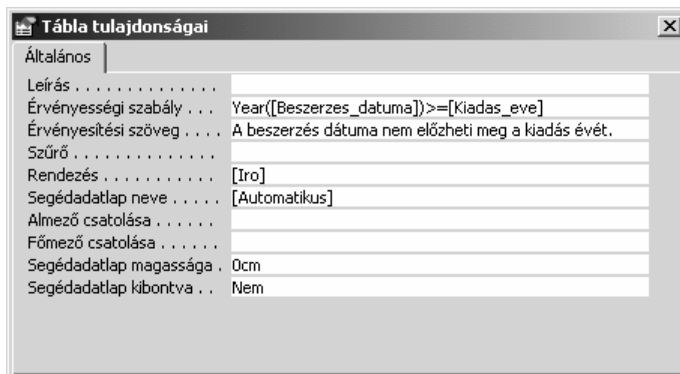 Tábla tulajdonságai
Általános
Leírás . . . . . . . . . . . . . .
Érvényességi szabály . . . Year([Beszerzes_datuma])>=[Kiadas_eve]
Érvényesítési szöveg . . . . A beszerzés dátuma nem előzheti meg a kiadás évét.
Szűrő . . . . . . . . . . . . . .
Rendezés . . . . . . . . . . . [Iro]
Segédadatlap neve . . . . . [Automatikus]
Almező csatolása . . . . . .
Főmező csatolása . . . . . .
Segédadatlap magassága . 0cm
Segédadatlap kibontva . . Nem